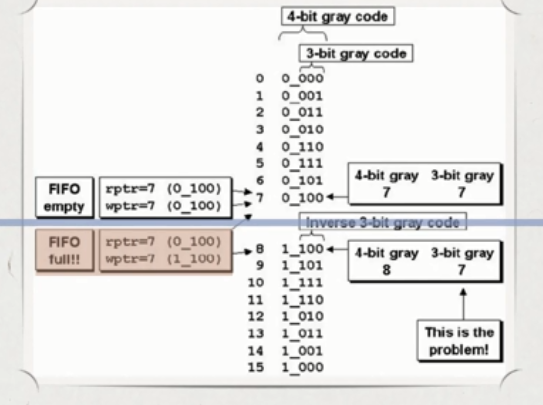 4-bit gray code
3-bit gray code
0 0_000
1 0_001
2 0_011
3 0_010
4 0_110
5 0_111
6 0_101
7 0_100
FIFO
empty
rptr=7 (0_100)
wptr=7 (0_100)
4-bit gray 3-bit gray
7 7
Inverse 3-bit gray code
FIFO
full!!
rptr=7 (0_100)
wptr=7 (1_100)
8 1_100
9 1_101
10 1_111
11 1_110
12 1_010
13 1_011
14 1_001
15 1_000
4-bit gray 3-bit gray
8 7
This is the
problem!